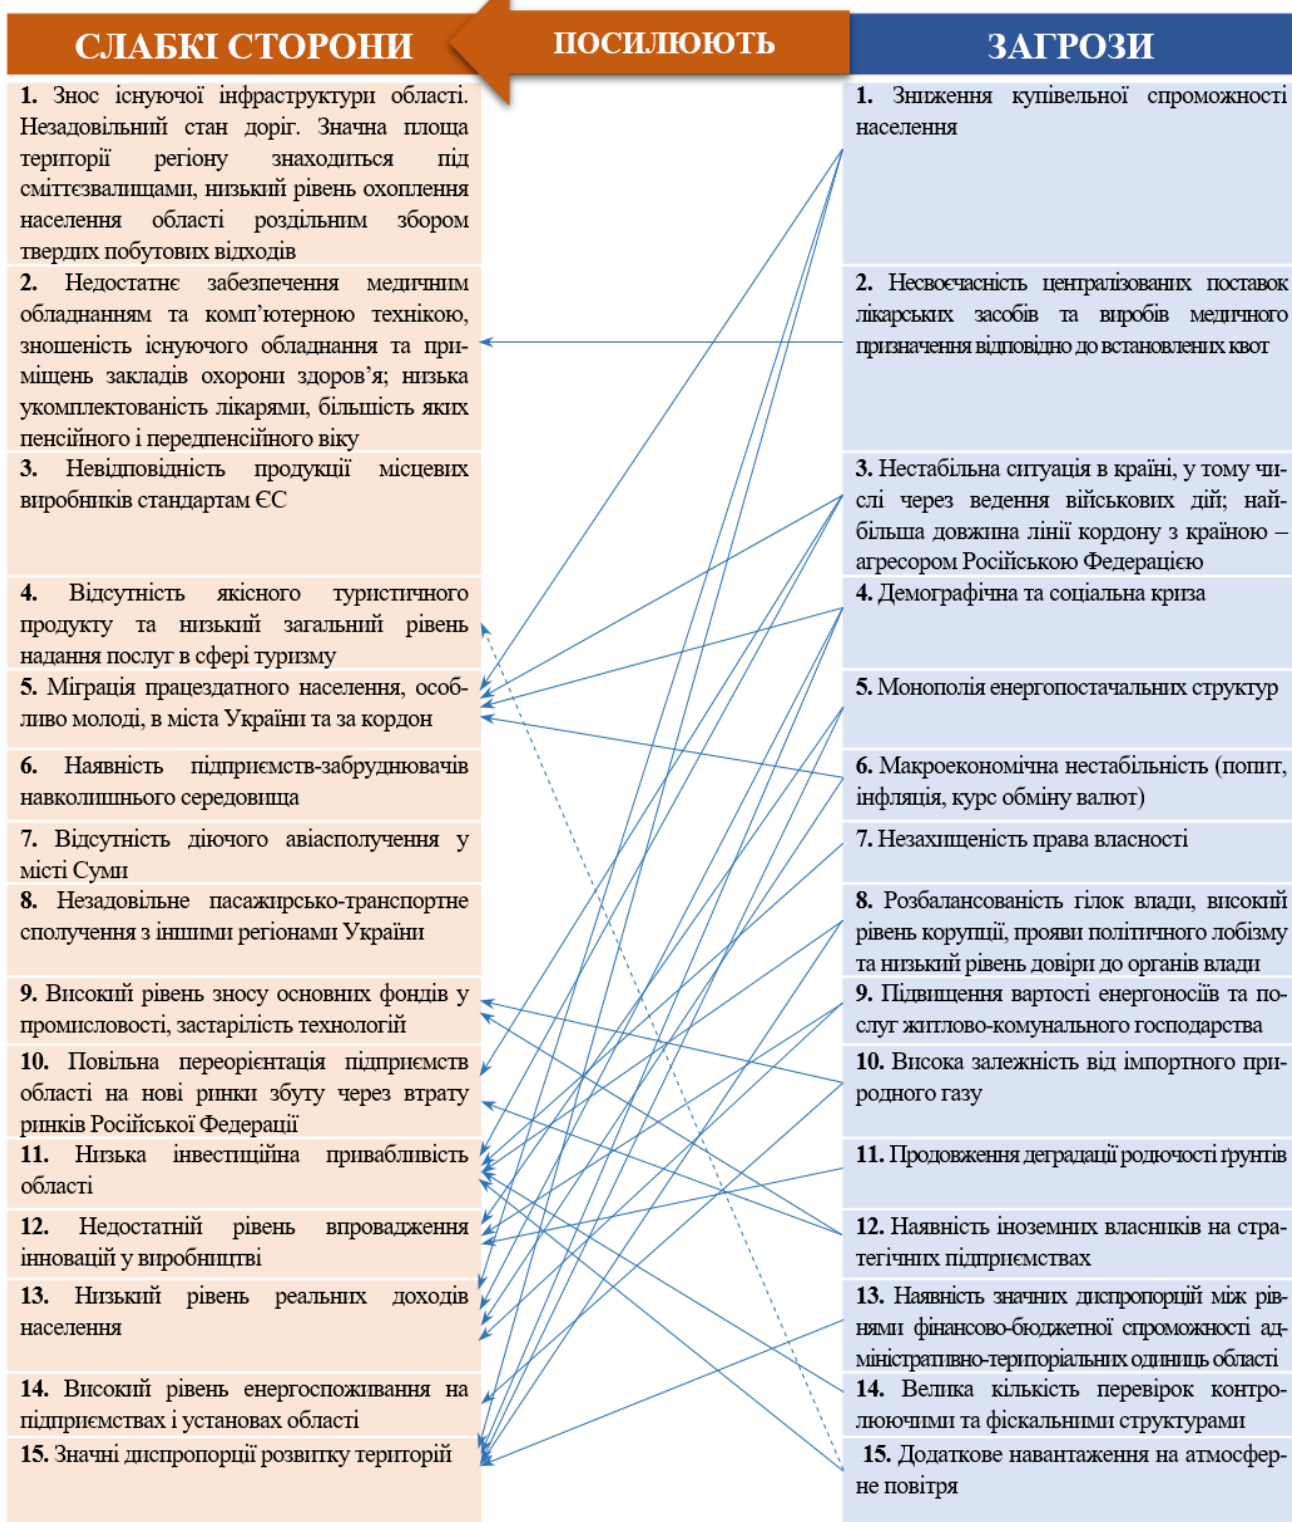 СЛАБКІ СТОРОНИ
ПОСИЛЮЮТЬ
ЗАГРОЗИ
1. Знос існуючої інфраструктури області.
Незадовільний стан доріг. Значна площа
території регіону знаходиться під
сміттєзвалищами, низький рівень охоплення
населення області роздільним збором
твердих побутових відходів
2. Недостатнє забезпечення медичним
обладнанням та комп’ютерною технікою,
зношеність існуючого обладнання та при-
міщень закладів охорони здоров’я; низька
укомплектованість лікарями, більшість яких
пенсійного і передпенсійного віку
3. Невідповідність продукції місцевих
виробників стандартам ЄС
4. Відсутність якісного туристичного
продукту та низький загальний рівень
надання послуг в сфері туризму
5. Міграція працездатного населення, особ-
ливо молоді, в міста України та за кордон
6. Наявність підприємств-забруднювачів
навколишнього середовища
7. Відсутність діючого авіасполучення у
місті Суми
8. Незадовільне пасажирсько-транспортне
сполучення з іншими регіонами України
9. Високий рівень зносу основних фондів у
промисловості, застарілість технологій
10. Повільна переорієнтація підприємств
області на нові ринки збуту через втрату
ринків Російської Федерації
11. Низька інвестиційна привабливість
області
12. Недостатній рівень впровадження
інновацій у виробництві
13. Низький рівень реальних доходів
населення
14. Високий рівень енергоспоживання на
підприємствах і установах області
15. Значні диспропорції розвитку територій
1. Зниження купівельної спроможності
населення
2. Несвоєчасність централізованих поставок
лікарських засобів та виробів медичного
призначення відповідно до встановлених квот
3. Нестабільна ситуація в країні, у тому чи-
слі через ведення військових дій; най-
більша довжина лінії кордону з країною –
агресором Російською Федерацією
4. Демографічна та соціальна криза
5. Монополія енергопостачальних структур
6. Макроекономічна нестабільність (попит,
інфляція, курс обміну валют)
7. Незахищеність права власності
8. Розбалансованість гілок влади, високий
рівень корупції, прояви політичного лобізму
та низький рівень довіри до органів влади
9. Підвищення вартості енергоносіїв та по-
слуг житлово-комунального господарства
10. Висока залежність від імпортного при-
родного газу
11. Продовження деградації родючості ґрунтів
12. Наявність іноземних власників на стра-
тегічних підприємствах
13. Наявність значних диспропорцій між рів-
нями фінансово-бюджетної спроможності ад-
міністративно-територіальних одиниць області
14. Велика кількість перевірок контро-
люючими та фіскальними структурами
15. Додаткове навантаження на атмосфер-
не повітря